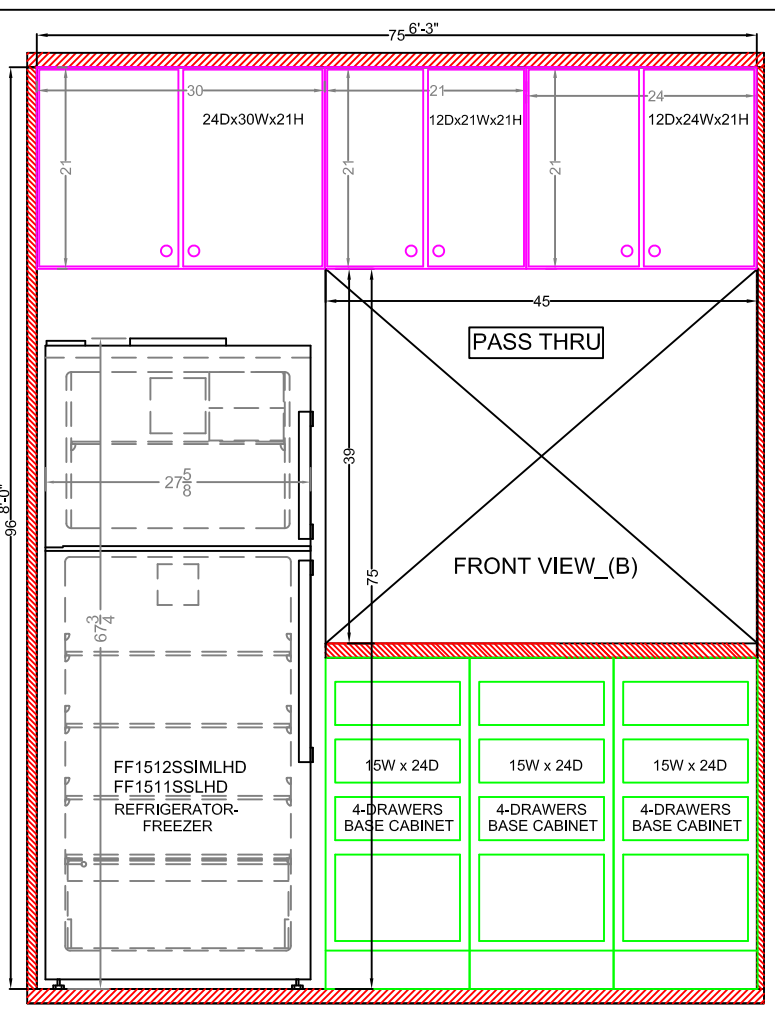 75 6'-3"
30
21
24
24Dx30Wx21H
12Dx21Wx21H
12Dx24Wx21H
21
21
21
45
PASS THRU
39
27 5/8
96 8'-0"
FRONT VIEW_(B)
75
67 3/4
FF1512SSIMLHD
FF1511SSLHD
REFRIGERATOR-
FREEZER
15W x 24D
15W x 24D
15W x 24D
4-DRAWERS
BASE CABINET
4-DRAWERS
BASE CABINET
4-DRAWERS
BASE CABINET